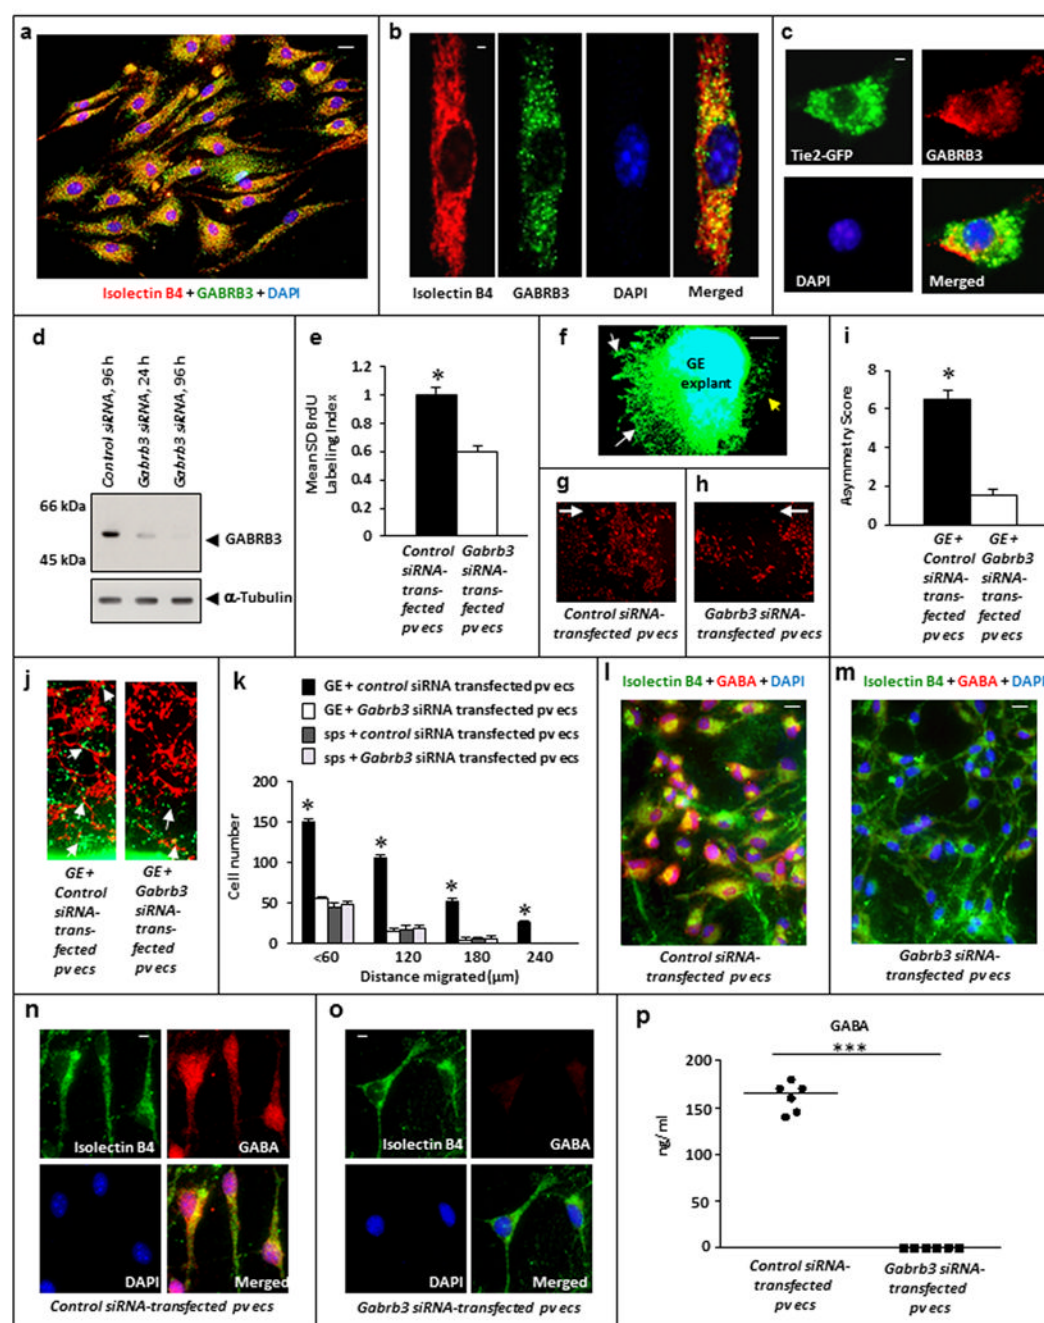 a
Isolectin B4 + GABRB3 + DAPI
b
Isolectin B4
GABRB3
DAPI
Merged
c
Tie2-GFP
GABRB3
DAPI
Merged
d
Control siRNA, 96 h
Gabrb3 siRNA, 24 h
Gabrb3 siRNA, 96 h
66 kDa
45 kDa
GABRB3
α-Tubulin
e
Mean SD BrdU
Labeling Index
1.2
1
0.8
0.6
0.4
0.2
0
*
Control
siRNA-
trans-
fected
pv ecs
Gabrb3
siRNA-
trans-
fected
pv ecs
f
GE
explant
g
Control siRNA-
transfected pv ecs
h
Gabrb3 siRNA-
transfected pv ecs
i
Asymmetry Score
8
6
4
2
0
*
GE +
Control
siRNA-
transfected
pv ecs
GE +
Gabrb3
siRNA-
transfected
pv ecs
j
GE +
Control
siRNA-
trans-
fected
pv ecs
GE +
Gabrb3
siRNA-
trans-
fected
pv ecs
k
GE + control siRNA transfected pv ecs
GE + Gabrb3 siRNA transfected pv ecs
sps + control siRNA transfected pv ecs
sps + Gabrb3 siRNA transfected pv ecs
Cell number
200
150
100
50
0
*
*
*
*
<60
120
180
240
Distance migrated (µm)
l
Isolectin B4 + GABA + DAPI
Control siRNA-
transfected pv ecs
m
Isolectin B4 + GABA + DAPI
Gabrb3 siRNA-
transfected pv ecs
n
Isolectin B4
GABA
DAPI
Merged
Control siRNA-transfected pv ecs
o
Isolectin B4
GABA
DAPI
Merged
Gabrb3 siRNA-transfected pv ecs
p
GABA
***
ng/ml
200
150
100
50
0
Control siRNA-
transfected
pv ecs
Gabrb3 siRNA-
transfected
pv ecs